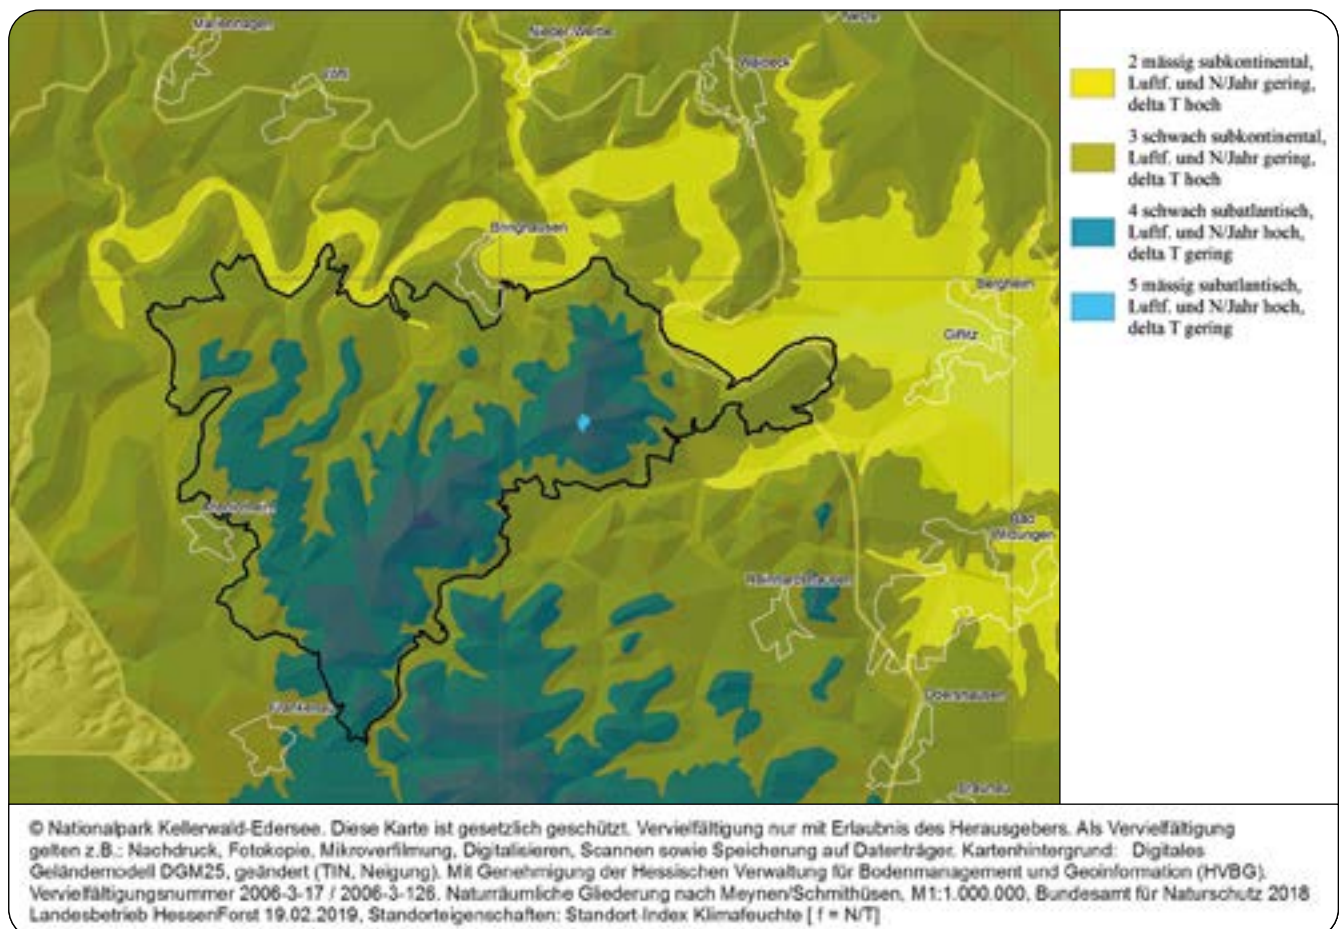 Marienhagen
Nieder-Werbe
Netze
Waldeck
Vöhl
Bringhausen
Bergheim
Giflitz
Bad
Wildungen
Reinhardshausen
Odershausen
Frankenau
Braunau
2 mässig subkontinental,
Luftf. und N/Jahr gering,
delta T hoch
3 schwach subkontinental,
Luftf. und N/Jahr gering,
delta T hoch
4 schwach subatlantisch,
Luftf. und N/Jahr hoch,
delta T gering
5 mässig subatlantisch,
Luftf. und N/Jahr hoch,
delta T gering
© Nationalpark Kellerwald-Edersee. Diese Karte ist gesetzlich geschützt. Vervielfältigung nur mit Erlaubnis des Herausgebers. Als Vervielfältigung
gelten z.B.: Nachdruck, Fotokopie, Mikroverfilmung, Digitalisieren, Scannen sowie Speicherung auf Datenträger. Kartenhintergrund: Digitales
Geländemodell DGM25, geändert (TIN, Neigung). Mit Genehmigung der Hessischen Verwaltung für Bodenmanagement und Geoinformation (HVBG).
Vervielfältigungsnummer 2006-3-17 / 2006-3-126. Naturräumliche Gliederung nach Meynen/Schmithüsen, M1:1.000.000, Bundesamt für Naturschutz 2018
Landesbetrieb HessenForst 19.02.2019, Standorteigenschaften: Standort-Index Klimafeuchte [ f = N/T]